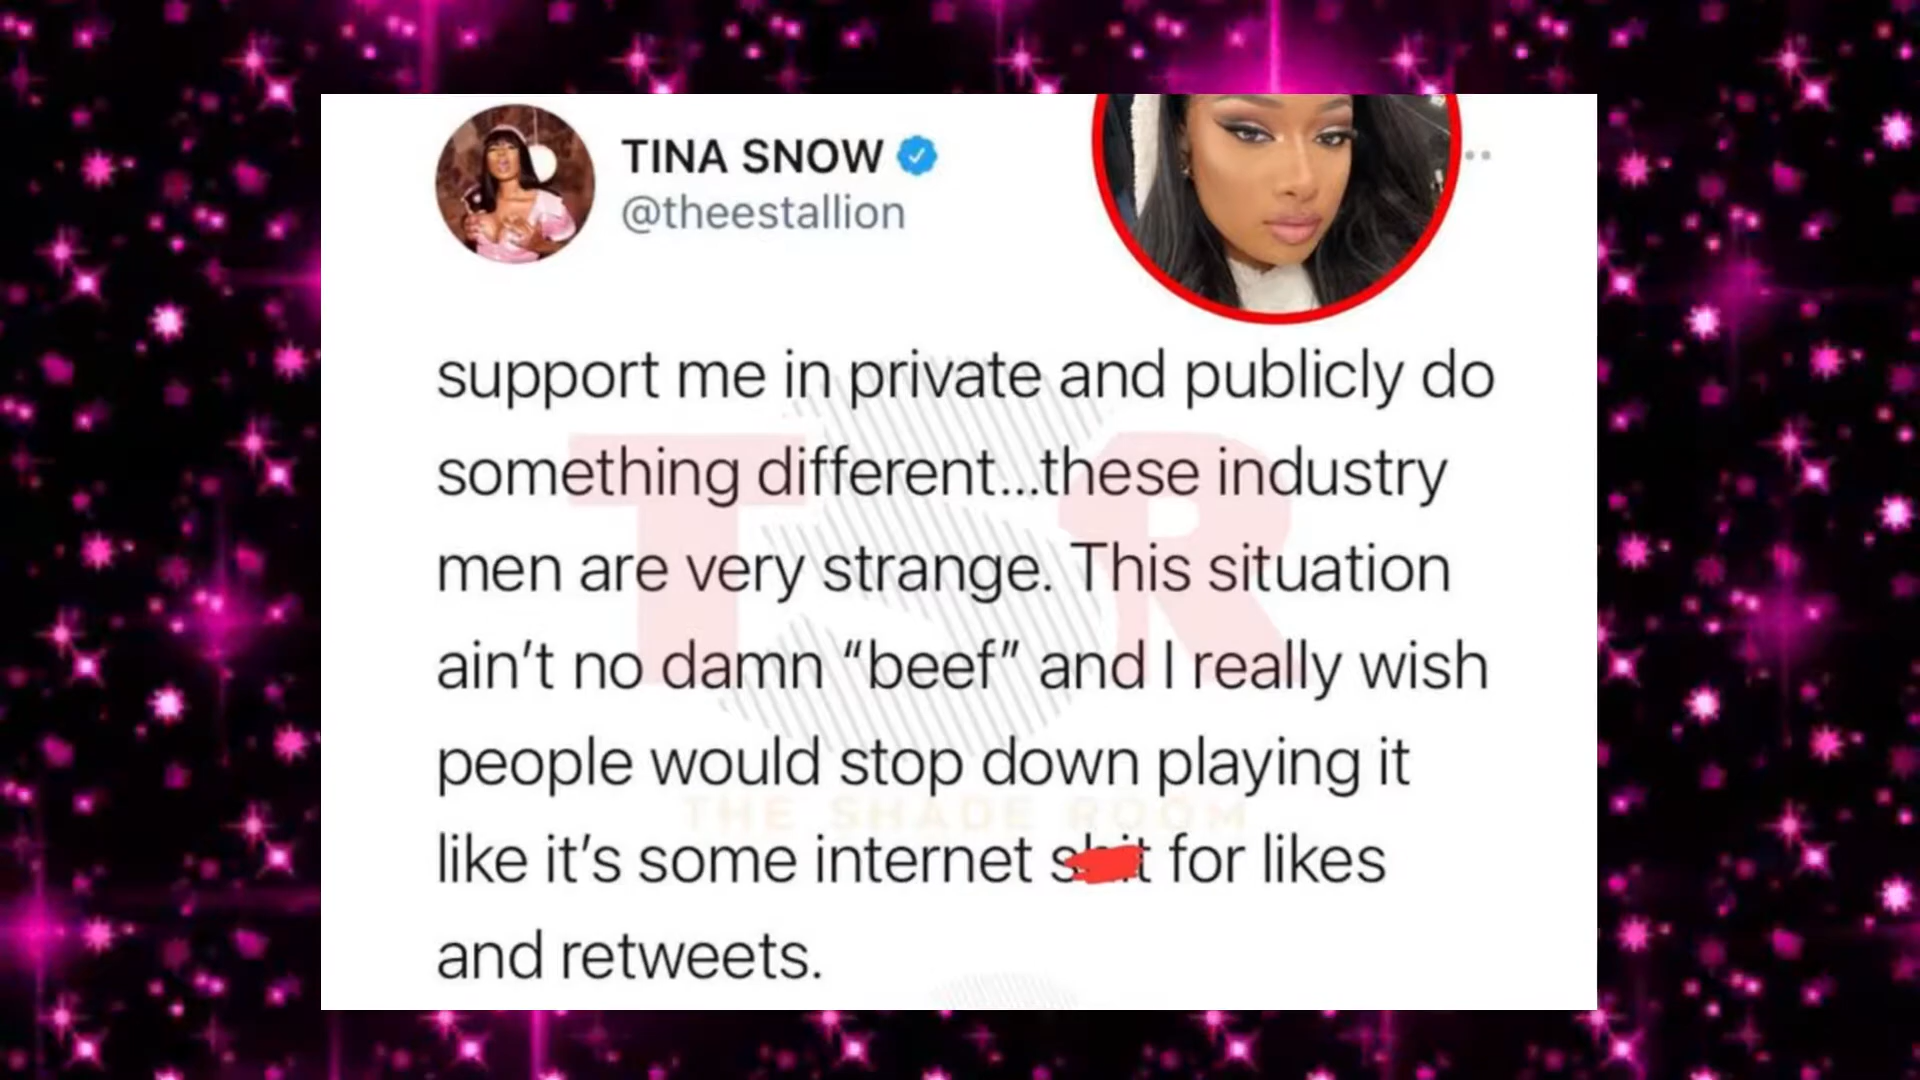 TINA SNOW
@theestallion
support me in private and publicly do
something different...these industry
men are very strange. This situation
ain't no damn “beef” and I really wish
people would stop down playing it
like it's some internet s it for likes
and retweets.
TSR
THE SHADE ROOM